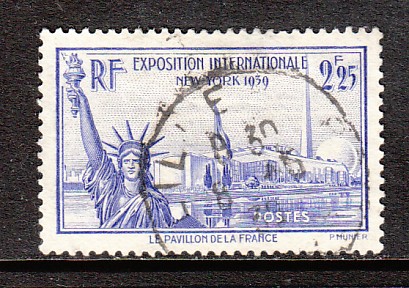 EXPOSITION INTERNATIONALE
RF NEW-YORK 1939 2F25
POSTES
LE PAVILLON DE LA FRANCE P. MUNIER